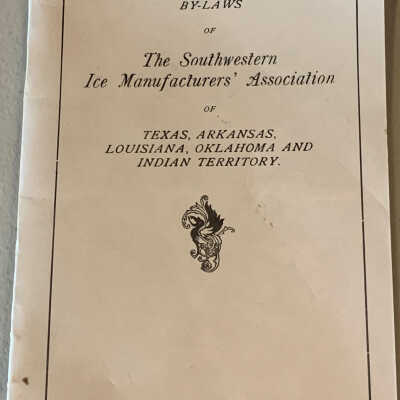 BY-LAWS
OF
The Southwestern
Ice Manufacturers' Association
OF
TEXAS, ARKANSAS,
LOUISIANA, OKLAHOMA AND
INDIAN TERRITORY.